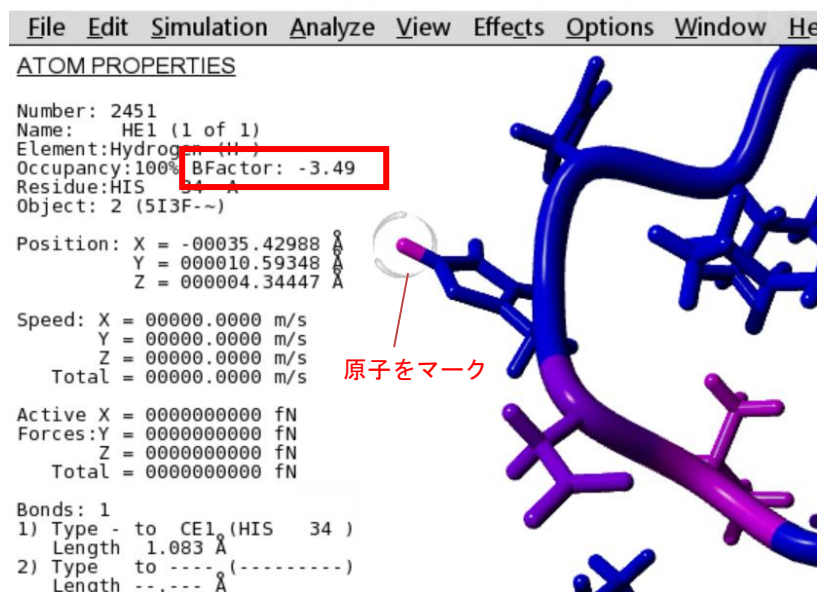 File Edit Simulation Analyze View Effects Options Window He
ATOM PROPERTIES
Number: 2451
Name: HE1 (1 of 1)
Element:Hydrogen (H-)
Occupancy:100% BFactor: -3.49
Residue:HIS 34 A
Object: 2 (5I3F-~)
Position: X = -00035.42988 Å
Y = 000010.59348 Å
Z = 000004.34447 Å
Speed: X = 00000.0000 m/s
Y = 00000.0000 m/s
Z = 00000.0000 m/s
Total = 00000.0000 m/s
原子をマーク
Active X = 0000000000 fN
Forces:Y = 0000000000 fN
Z = 0000000000 fN
Total = 0000000000 fN
Bonds: 1
1) Type - to CE1 (HIS 34 )
Length 1.083 Å
2) Type to ---- (---------)
Length --.--- Å